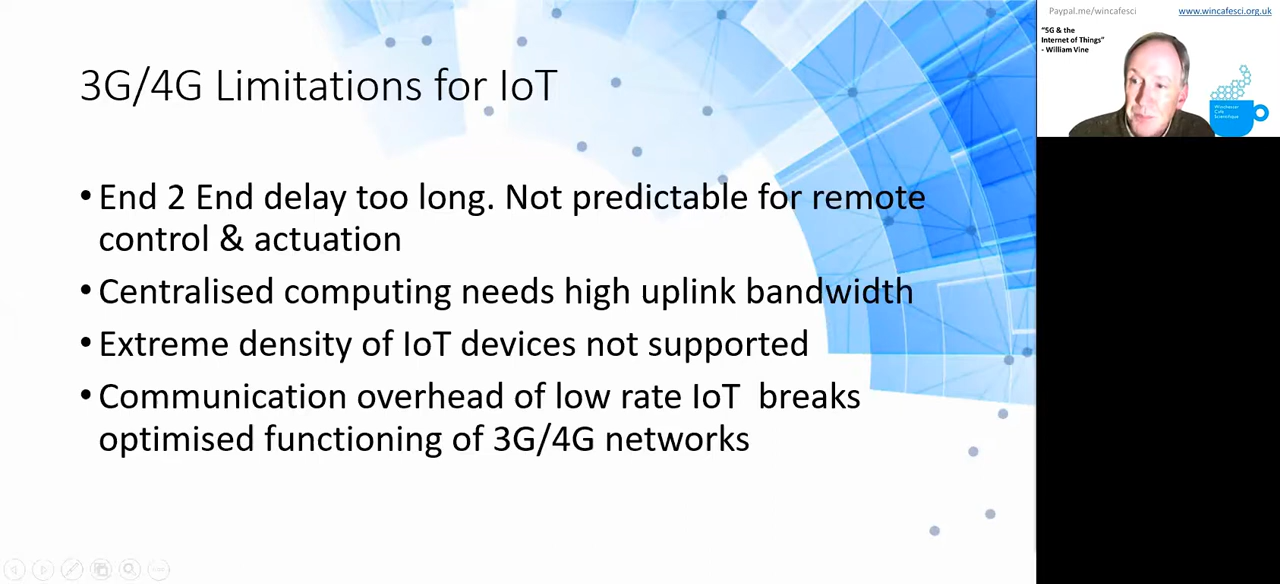 3G/4G Limitations for IoT
• End 2 End delay too long. Not predictable for remote
control & actuation
• Centralised computing needs high uplink bandwidth
• Extreme density of IoT devices not supported
• Communication overhead of low rate IoT  breaks
optimised functioning of 3G/4G networks
Paypal.me/wincafesci
www.wincafesci.org.uk
"5G & the
Internet of Things"
- William Vine
Winchester
Café
Scientifique